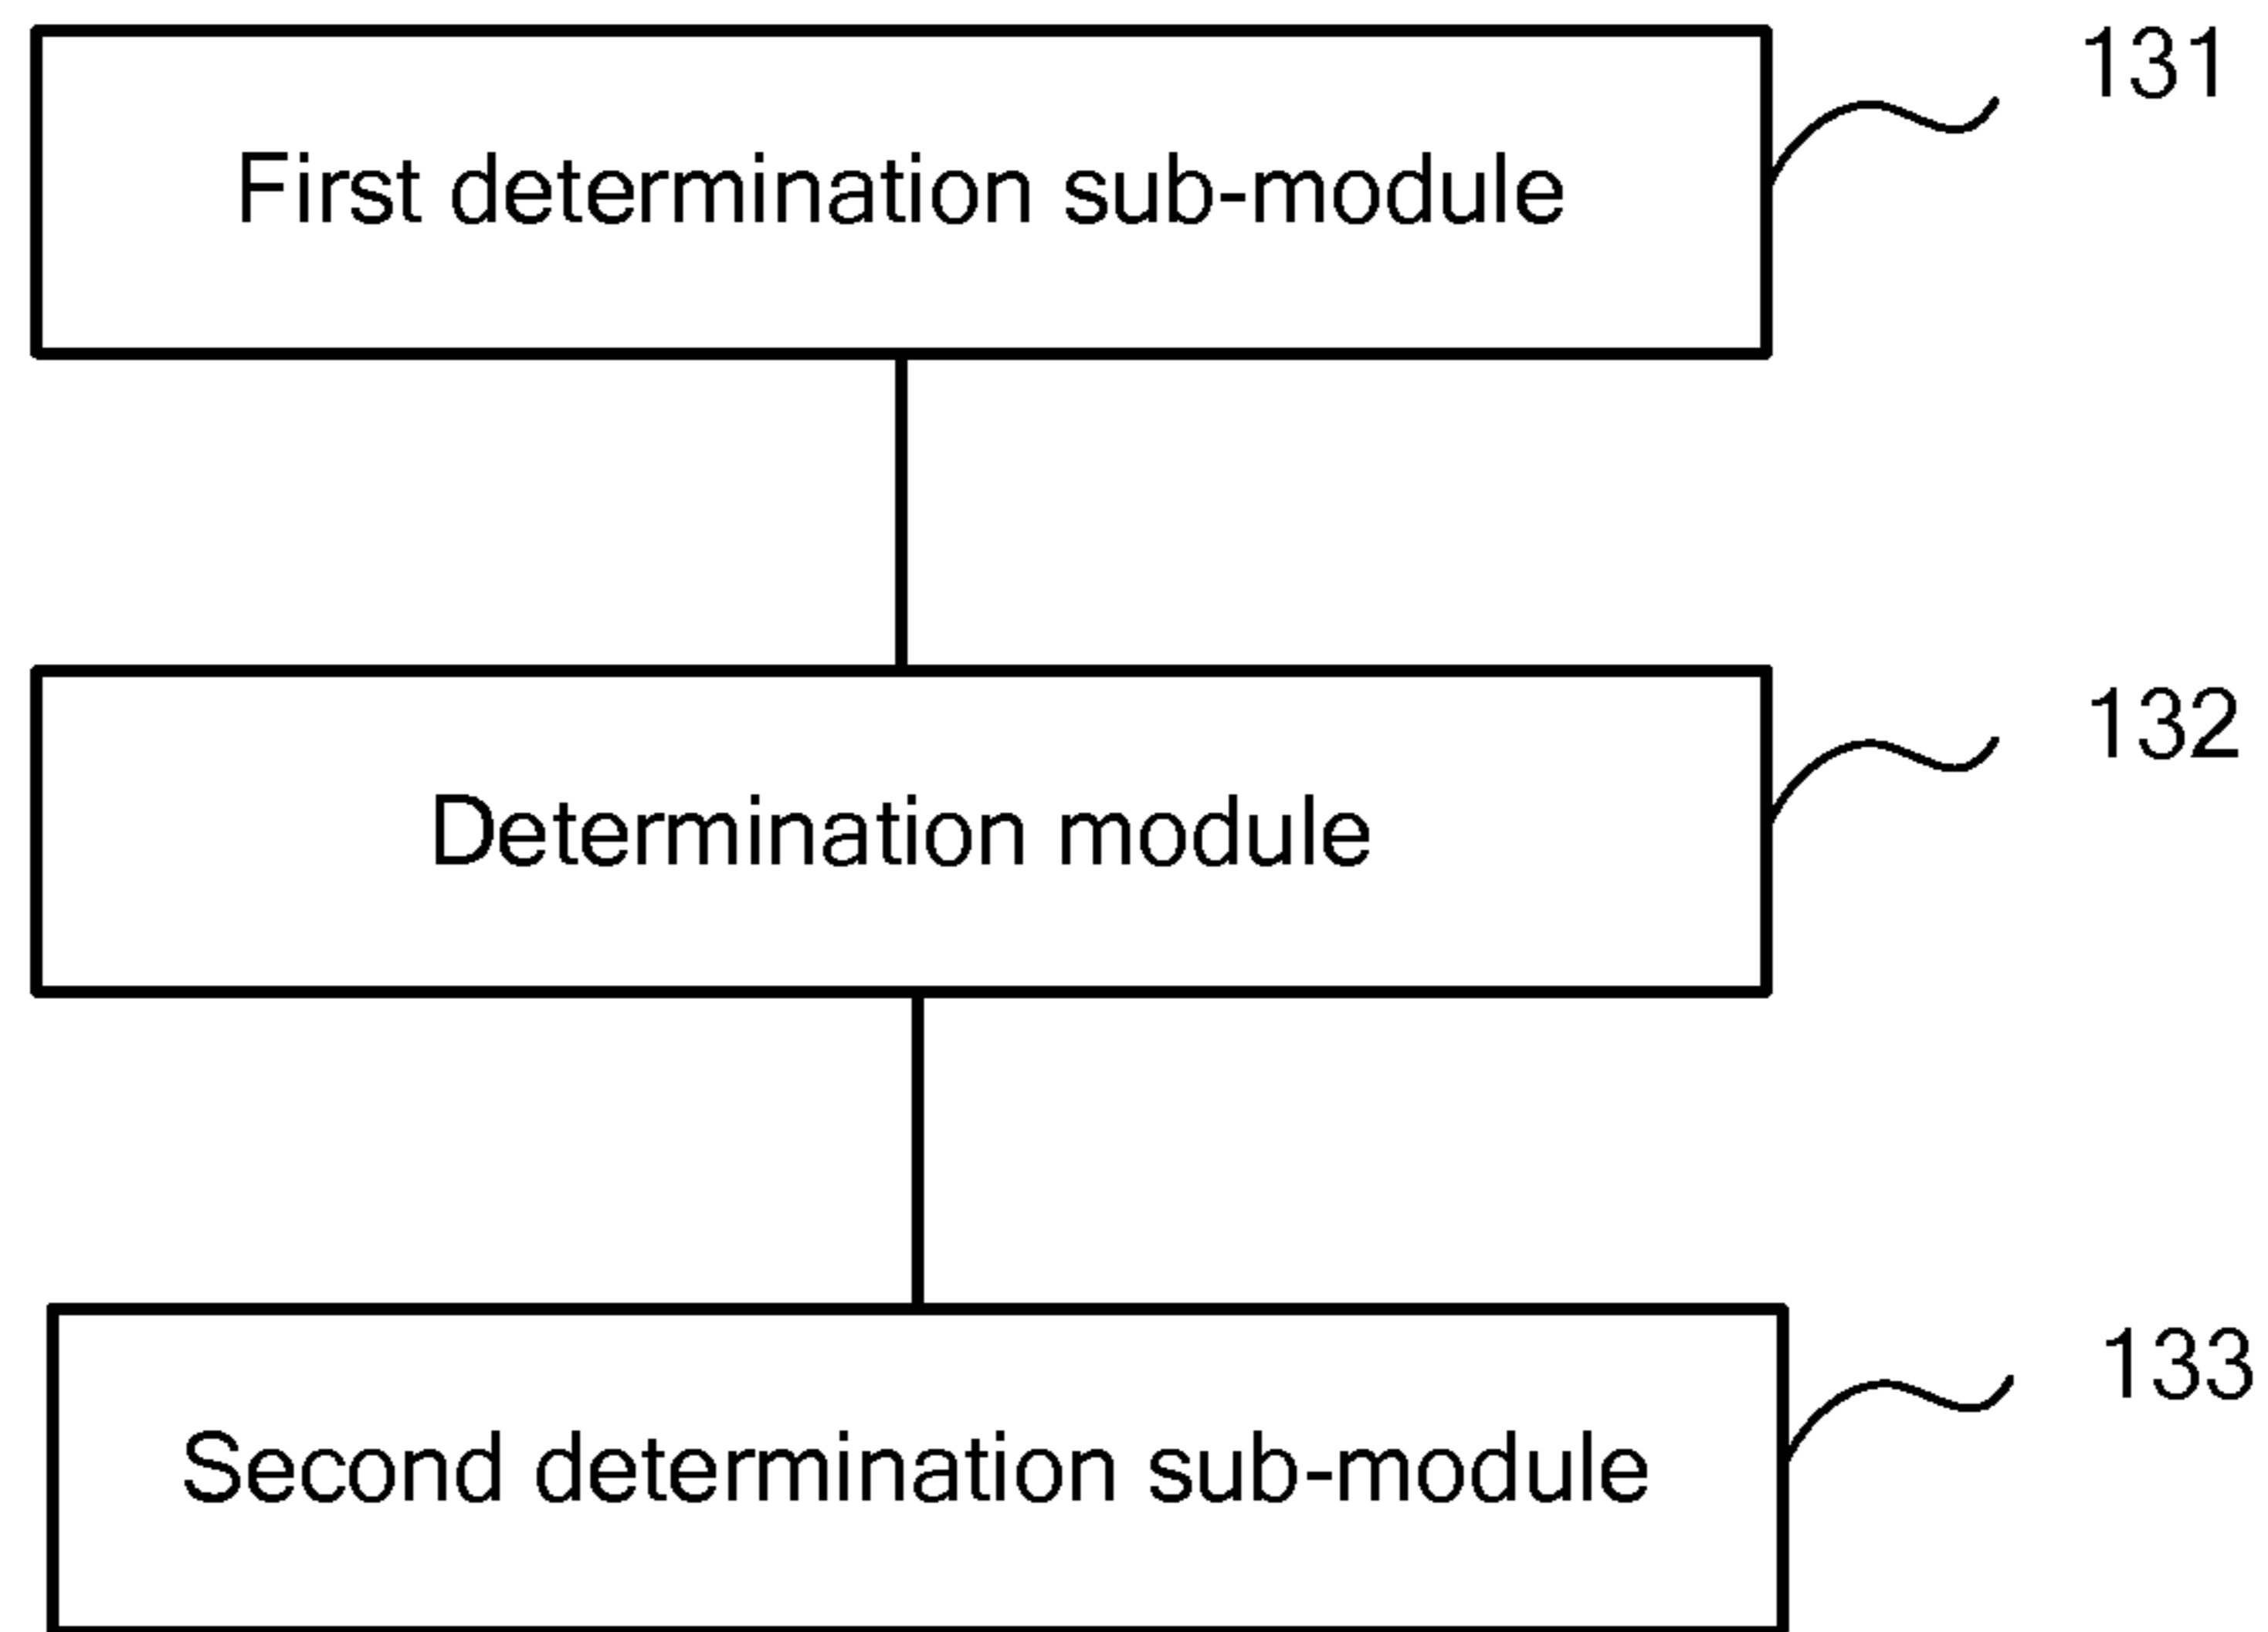 131
First determination sub-module
132
Determination module
133
Second determination sub-module